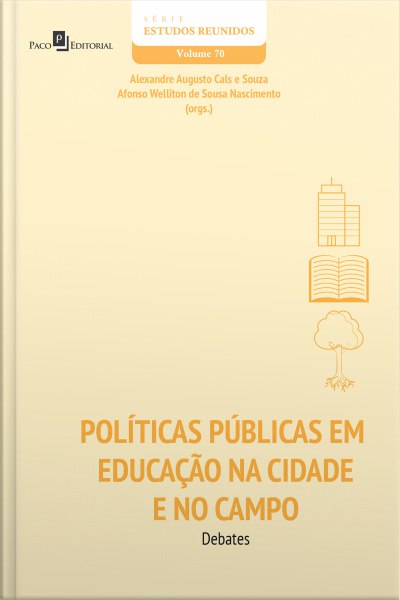 PACO EDITORIAL
SÉRIE
ESTUDOS REUNIDOS
Volume 70
Alexandre Augusto Cals e Souza
Afonso Welliton de Sousa Nascimento
(orgs.)
POLÍTICAS PÚBLICAS EM
EDUCAÇÃO NA CIDADE
E NO CAMPO
Debates